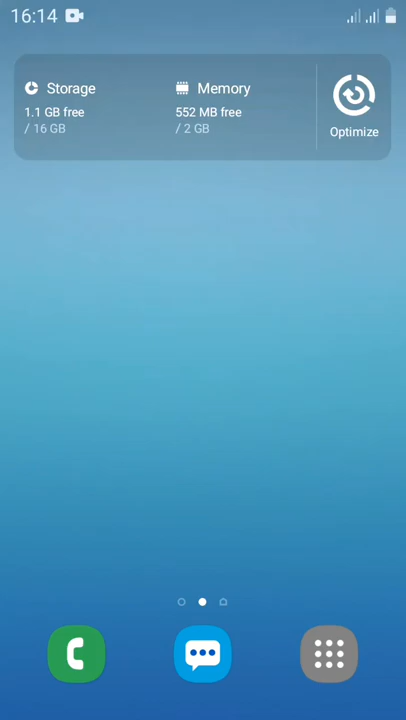 16:14
Storage
1.1 GB free
/ 16 GB
Memory
552 MB free
/ 2 GB
Optimize